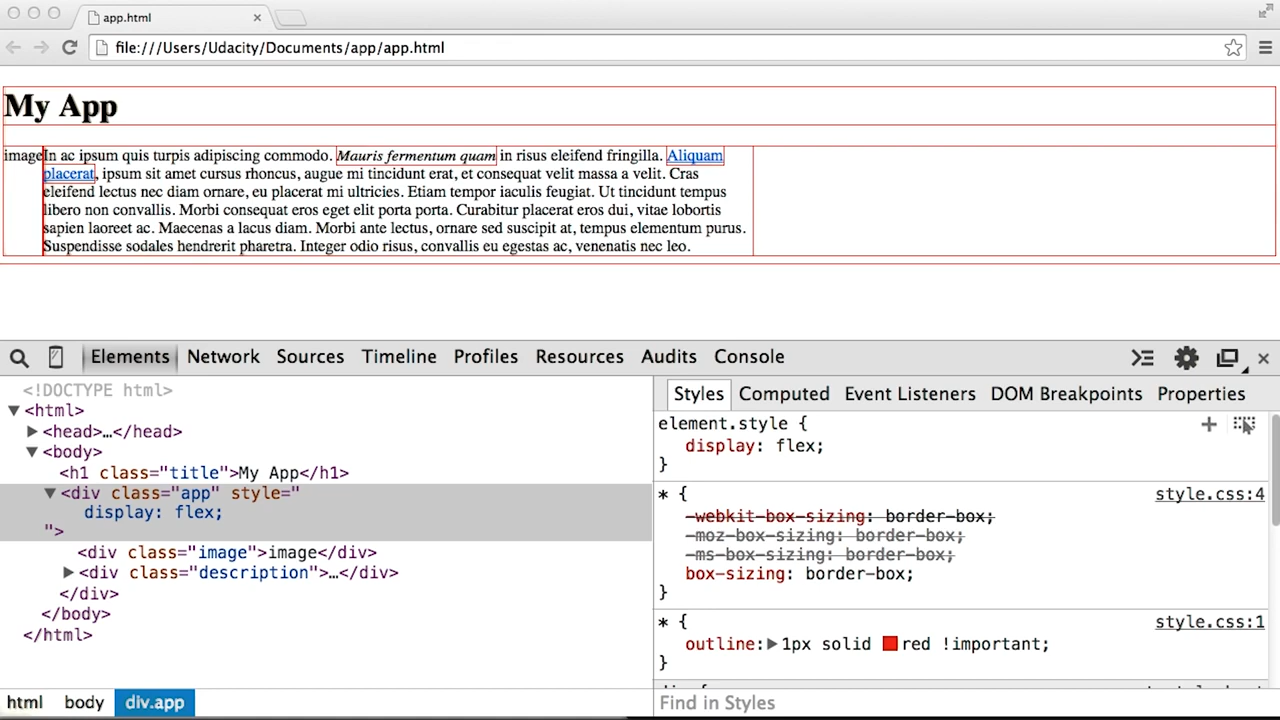 app.html
file:///Users/Udacity/Documents/app/app.html
My App
image In ac ipsum quis turpis adipiscing commodo. Mauris fermentum quam in risus eleifend fringilla. Aliquam
placerat, ipsum sit amet cursus rhoncus, augue mi tincidunt erat, et consequat velit massa a velit. Cras
eleifend lectus nec diam ornare, eu placerat mi ultricies. Etiam tempor iaculis feugiat. Ut tincidunt tempus
libero non convallis. Morbi consequat eros eget elit porta porta. Curabitur placerat eros dui, vitae lobortis
sapien laoreet ac. Maecenas a lacus diam. Morbi ante lectus, ornare sed suscipit at, tempus elementum purus.
Suspendisse sodales hendrerit pharetra. Integer odio risus, convallis eu egestas ac, venenatis nec leo.
Elements Network Sources Timeline Profiles Resources Audits Console
<!DOCTYPE html>
<html>
<head>…</head>
<body>
<h1 class="title">My App</h1>
<div class="app" style="
display: flex;
">
<div class="image">image</div>
<div class="description">…</div>
</div>
</body>
</html>
html body div.app
Styles Computed Event Listeners DOM Breakpoints Properties
element.style {
display: flex;
}
* { style.css:4
-webkit-box-sizing: border-box;
-moz-box-sizing: border-box;
-ms-box-sizing: border-box;
box-sizing: border-box;
}
* { style.css:1
outline: 1px solid red !important;
}
Find in Styles